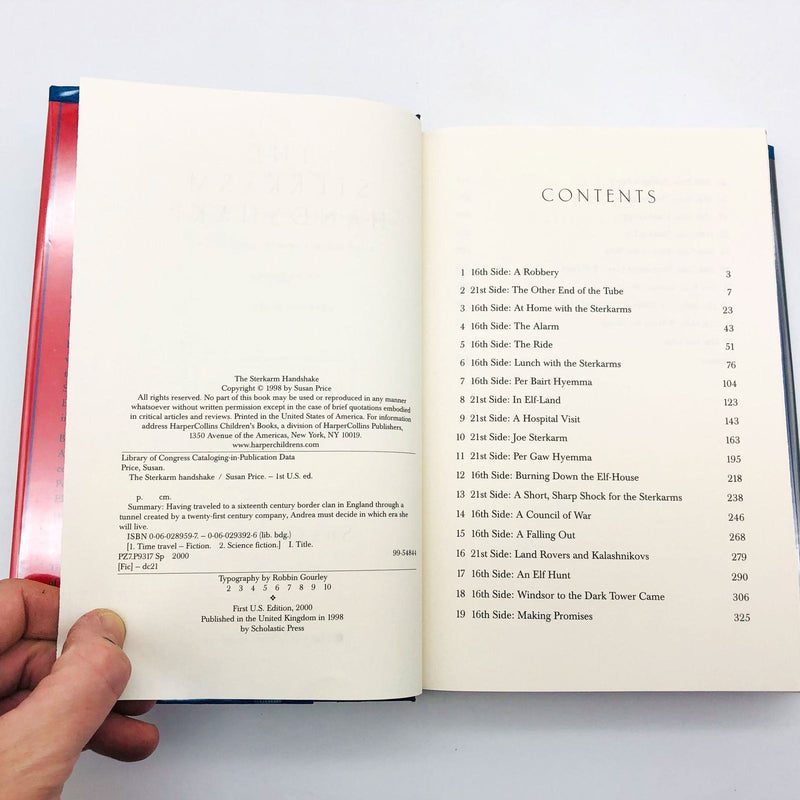 The Sterkarm Handshake
Copyright © 1998 by Susan Price
All rights reserved. No part of this book may be used or reproduced in any manner
whatsoever without written permission except in the case of brief quotations embodied
in critical articles and reviews. Printed in the United States of America. For information
address HarperCollins Children's Books, a division of HarperCollins Publishers,
1350 Avenue of the Americas, New York, NY 10019.
www.harperchildrens.com
Library of Congress Cataloging-in-Publication Data
Price, Susan.
The Sterkarm handshake / Susan Price. – 1st U.S. ed.
p. cm.
Summary: Having traveled to a sixteenth century border clan in England through a
tunnel created by a twenty-first century company, Andrea must decide in which era she
will live.
ISBN 0-06-028959-7. – 0-06-029392-6 (lib. bdg.)
[1. Time travel – Fiction. 2. Science fiction.] I. Title.
PZ7.P9317 Sp 2000 99-54844
[Fic] – dc21
Typography by Robbin Gourley
2 3 4 5 6 7 8 9 10
❖
First U.S. Edition, 2000
Published in the United Kingdom in 1998
by Scholastic Press
CONTENTS
1 16th Side: A Robbery 3
2 21st Side: The Other End of the Tube 7
3 16th Side: At Home with the Sterkarms 23
4 16th Side: The Alarm 43
5 16th Side: The Ride 51
6 16th Side: Lunch with the Sterkarms 76
7 16th Side: Per Bairt Hyemma 104
8 21st Side: In Elf-Land 123
9 21st Side: A Hospital Visit 143
10 21st Side: Joe Sterkarm 163
11 21st Side: Per Gaw Hyemma 195
12 16th Side: Burning Down the Elf-House 218
13 21st Side: A Short, Sharp Shock for the Sterkarms 238
14 16th Side: A Council of War 246
15 16th Side: A Falling Out 268
16 21st Side: Land Rovers and Kalashnikovs 279
17 16th Side: An Elf Hunt 290
18 16th Side: Windsor to the Dark Tower Came 306
19 16th Side: Making Promises 325